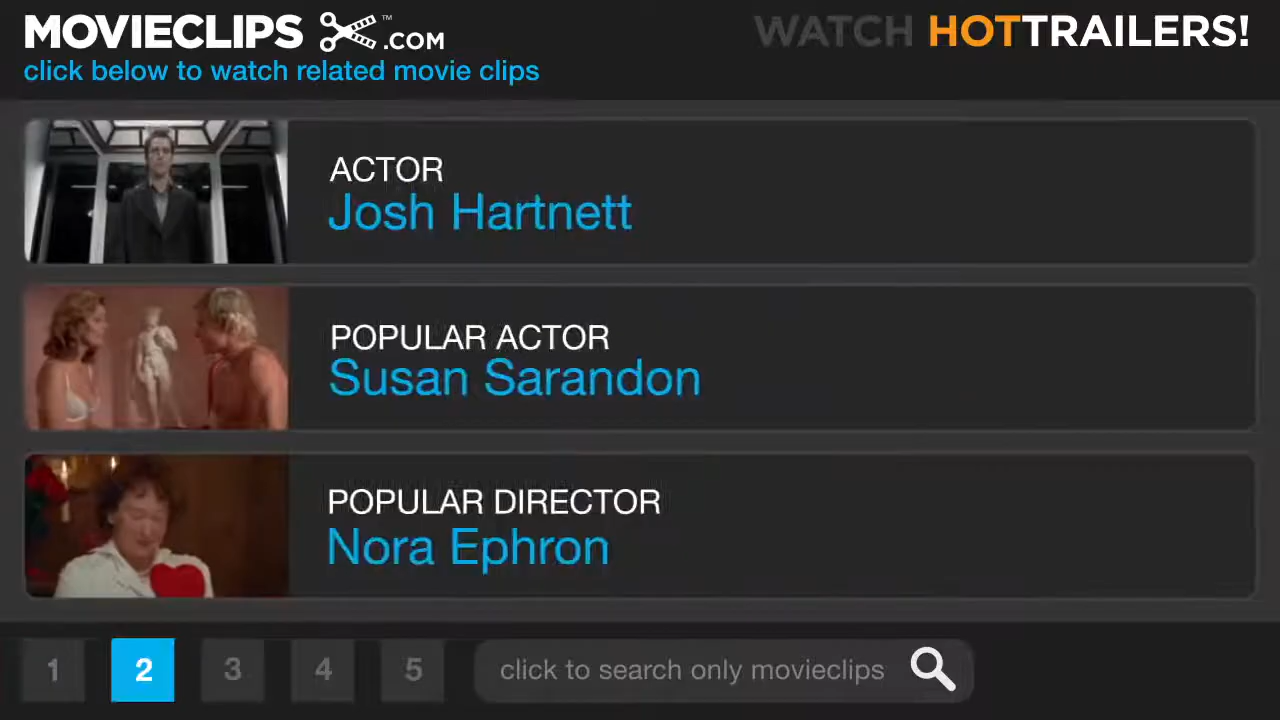 MOVIECLIPS ™ .COM
WATCH HOTTRAILERS!
click below to watch related movie clips
ACTOR
Josh Hartnett
POPULAR ACTOR
Susan Sarandon
POPULAR DIRECTOR
Nora Ephron
1 2 3 4 5 click to search only movieclips